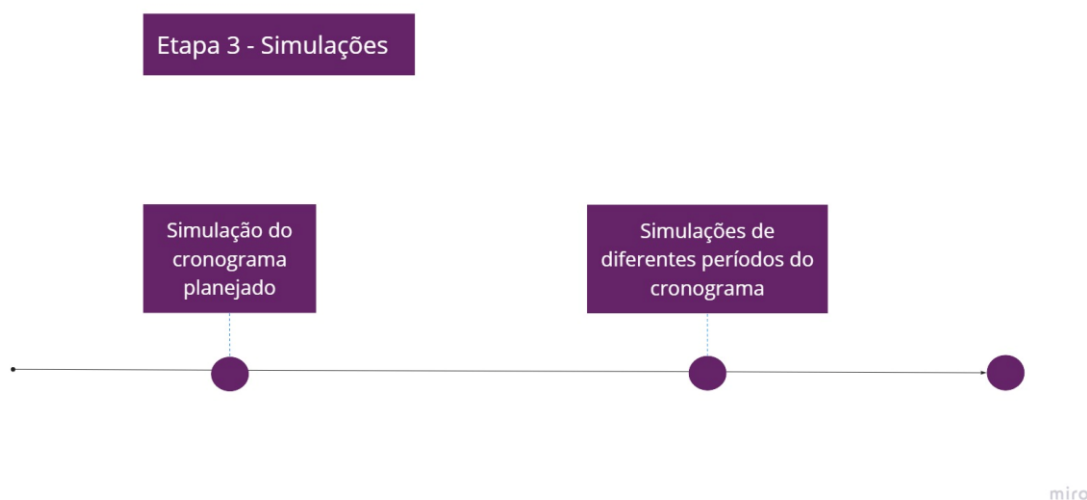 Etapa 3 - Simulações
Simulação do
cronograma
planejado
Simulações de
diferentes períodos do
cronograma
miro